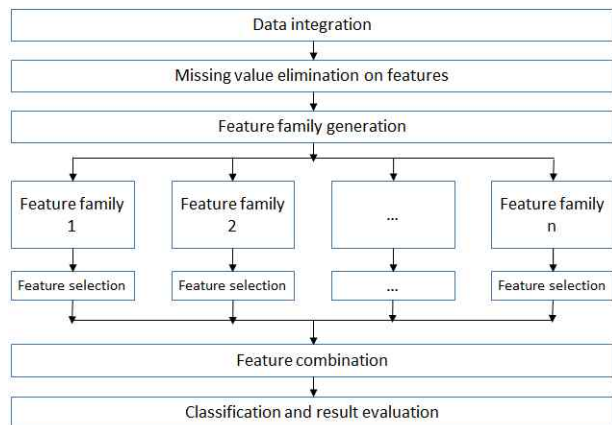 Data integration
Missing value elimination on features
Feature family generation
Feature family
1
Feature family
2
...
Feature family
n
Feature selection
Feature selection
...
Feature selection
Feature combination
Classification and result evaluation